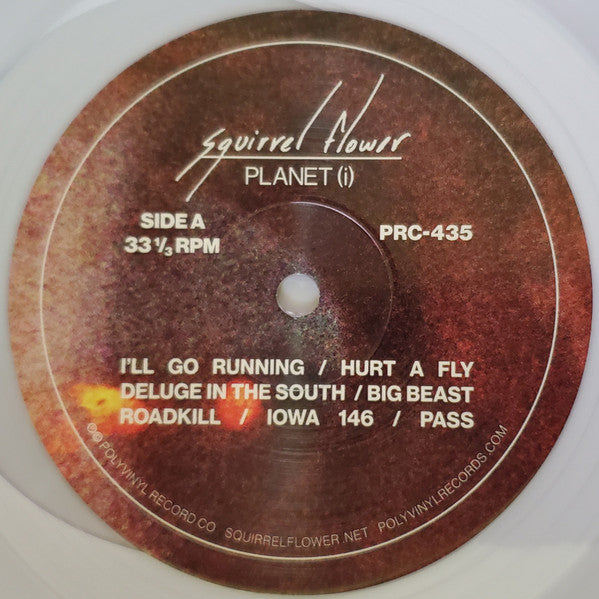 squirrel flower
PLANET (i)
SIDE A
33 1/3 RPM
PRC-435
I'LL GO RUNNING / HURT A FLY
DELUGE IN THE SOUTH / BIG BEAST
ROADKILL / IOWA 146 / PASS
℗© POLYVINYL RECORD CO SQUIRRELFLOWER.NET POLYVINYLRECORDS.COM